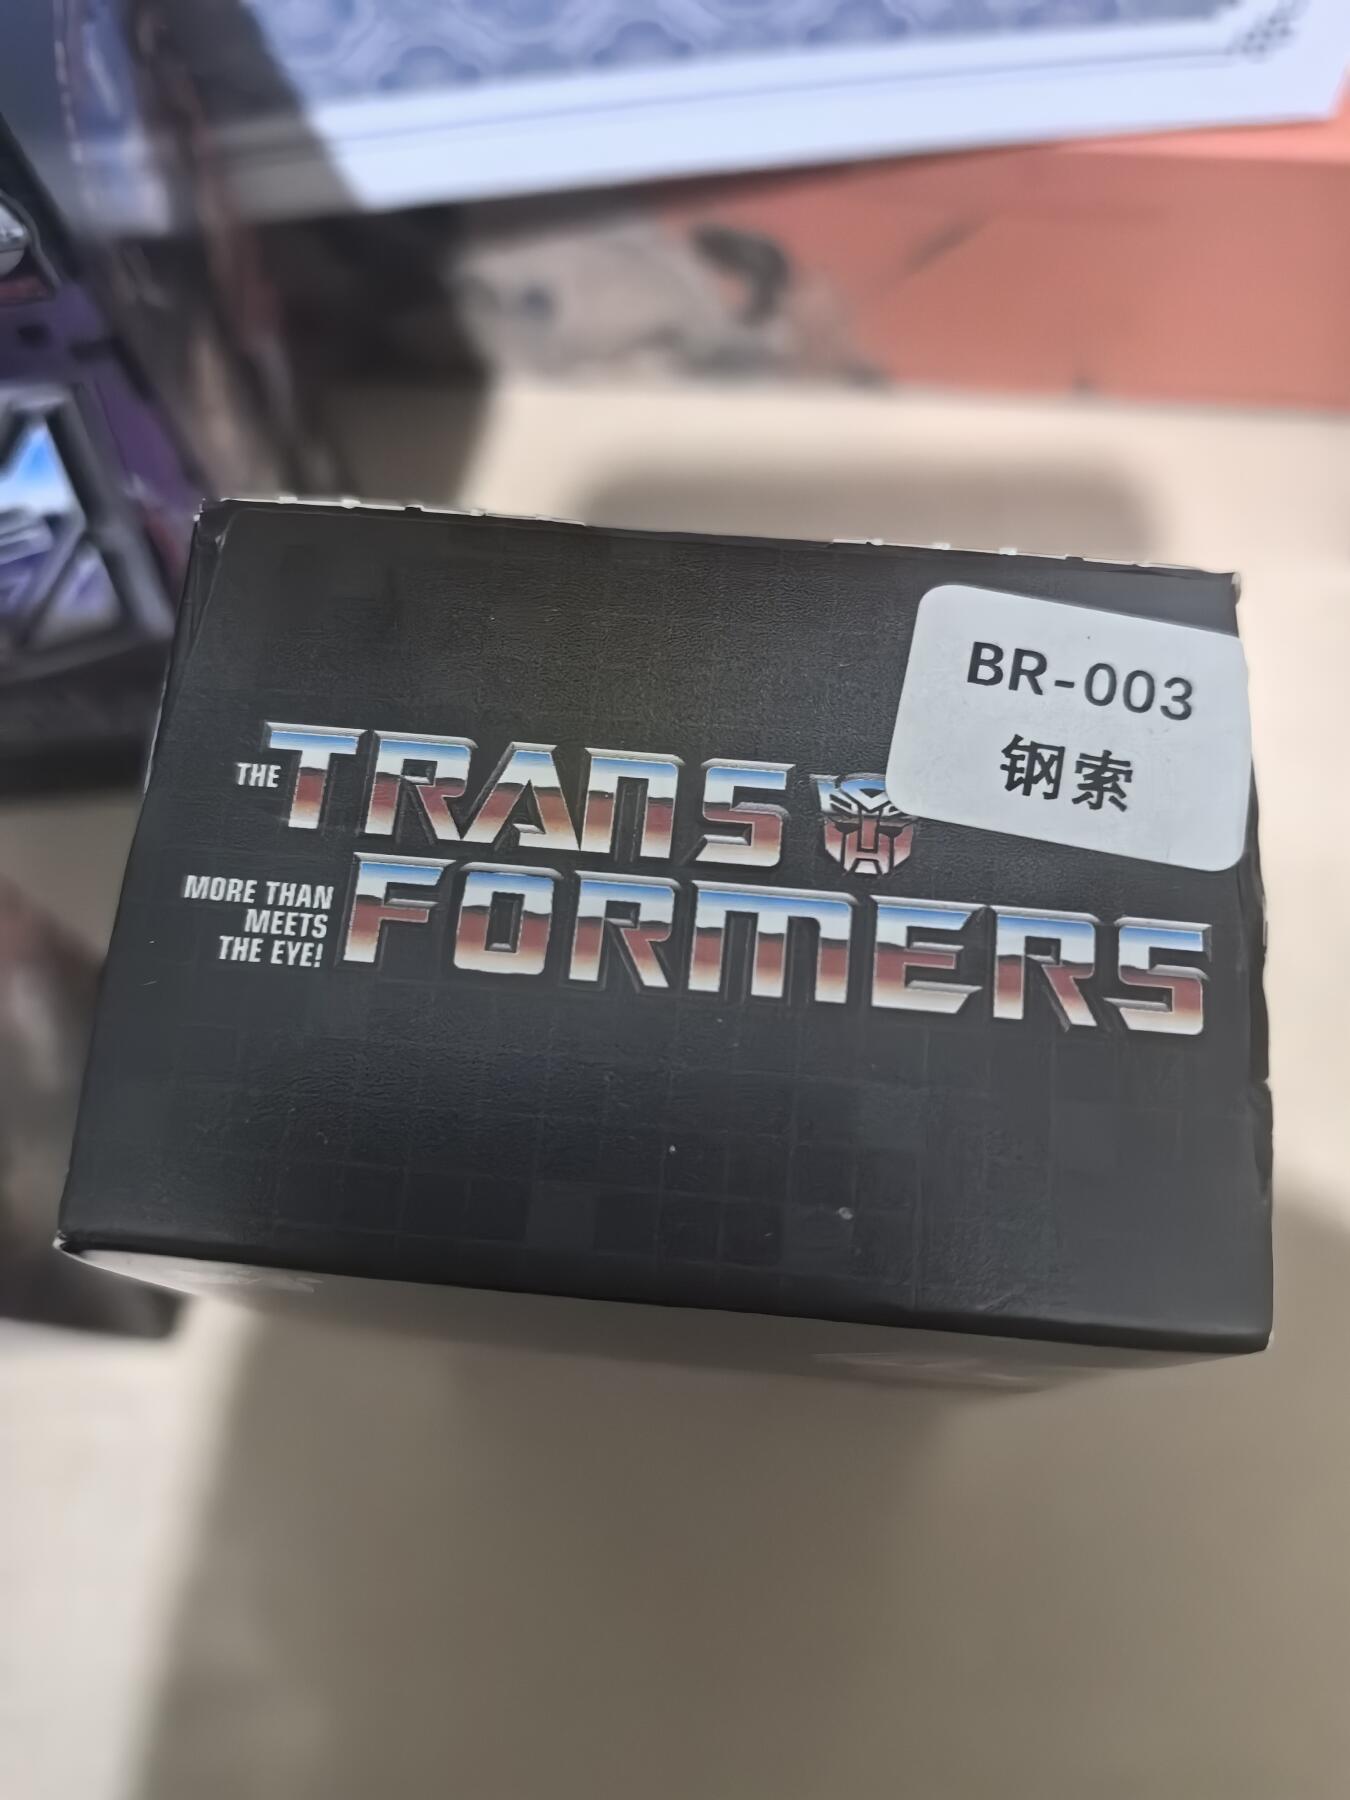 BR-003
钢索
THE TRANS
FORMERS
MORE THAN
MEETS
THE EYE!